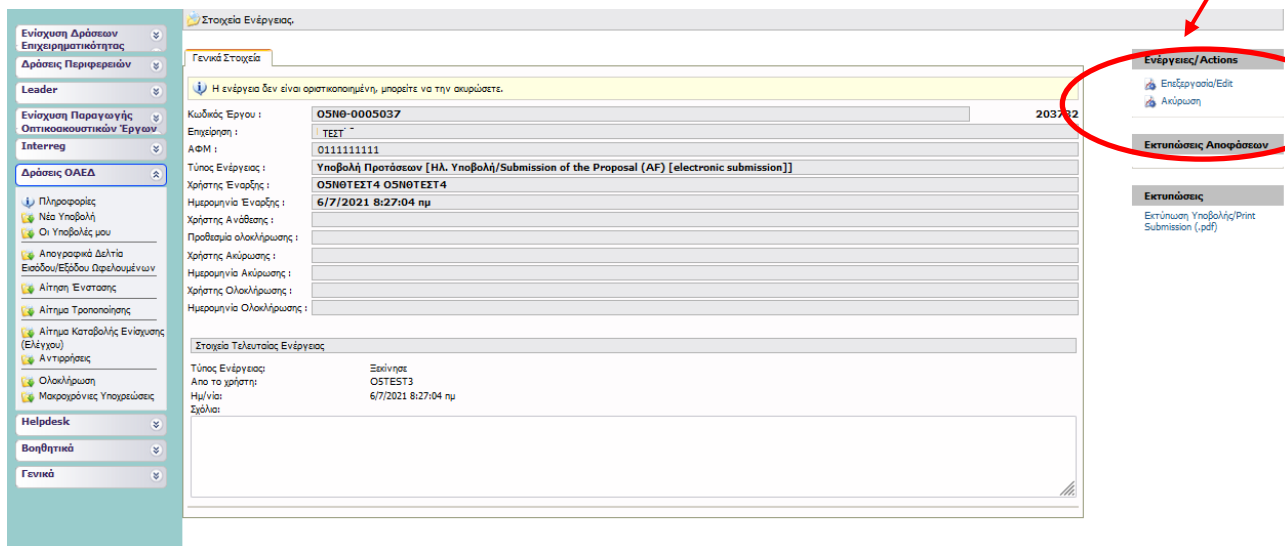 Στοιχεία Ενέργειας.
Ενίσχυση Δράσεων
Επιχειρηματικότητας
Δράσεις Περιφερειών
Leader
Ενίσχυση Παραγωγής
Οπτικοακουστικών Έργων
Interreg
Δράσεις ΟΑΕΔ
Πληροφορίες
Νέα Υποβολή
Οι Υποβολές μου
Απογραφικά Δελτία
Εισόδου/Εξόδου Ωφελουμένων
Αίτηση Ένστασης
Αίτημα Τροποποίησης
Αίτημα Καταβολής Ενίσχυσης
(Ελέγχου)
Αντιρρήσεις
Ολοκλήρωση
Μακροχρόνιες Υποχρεώσεις
Helpdesk
Βοηθητικά
Γενικά
Γενικά Στοιχεία
Η ενέργεια δεν είναι οριστικοποιημένη, μπορείτε να την ακυρώσετε.
Κωδικός Έργου : Ο5ΝΘ-0005037 203732
Επιχείρηση : ΤΕΣΤ
ΑΦΜ : 0111111111
Τύπος Ενέργειας : Υποβολή Προτάσεων [Ηλ. Υποβολή/Submission of the Proposal (AF) [electronic submission]]
Χρήστης Έναρξης : Ο5ΝΘΤΕΣΤ4 Ο5ΝΘΤΕΣΤ4
Ημερομηνία Έναρξης : 6/7/2021 8:27:04 πμ
Χρήστης Ανάθεσης :
Προθεσμία ολοκλήρωσης :
Χρήστης Ακύρωσης :
Ημερομηνία Ακύρωσης :
Χρήστης Ολοκλήρωσης :
Ημερομηνία Ολοκλήρωσης :
Στοιχεία Τελευταίας Ενέργειας
Τύπος Ενέργειας: Ξεκίνησε
Απο το χρήστη: O5TEST3
Ημ/νία: 6/7/2021 8:27:04 πμ
Σχόλια:
Ενέργειες/Actions
Επεξεργασία/Edit
Ακύρωση
Εκτυπώσεις Αποφάσεων
Εκτυπώσεις
Εκτύπωση Υποβολής/Print
Submission (.pdf)